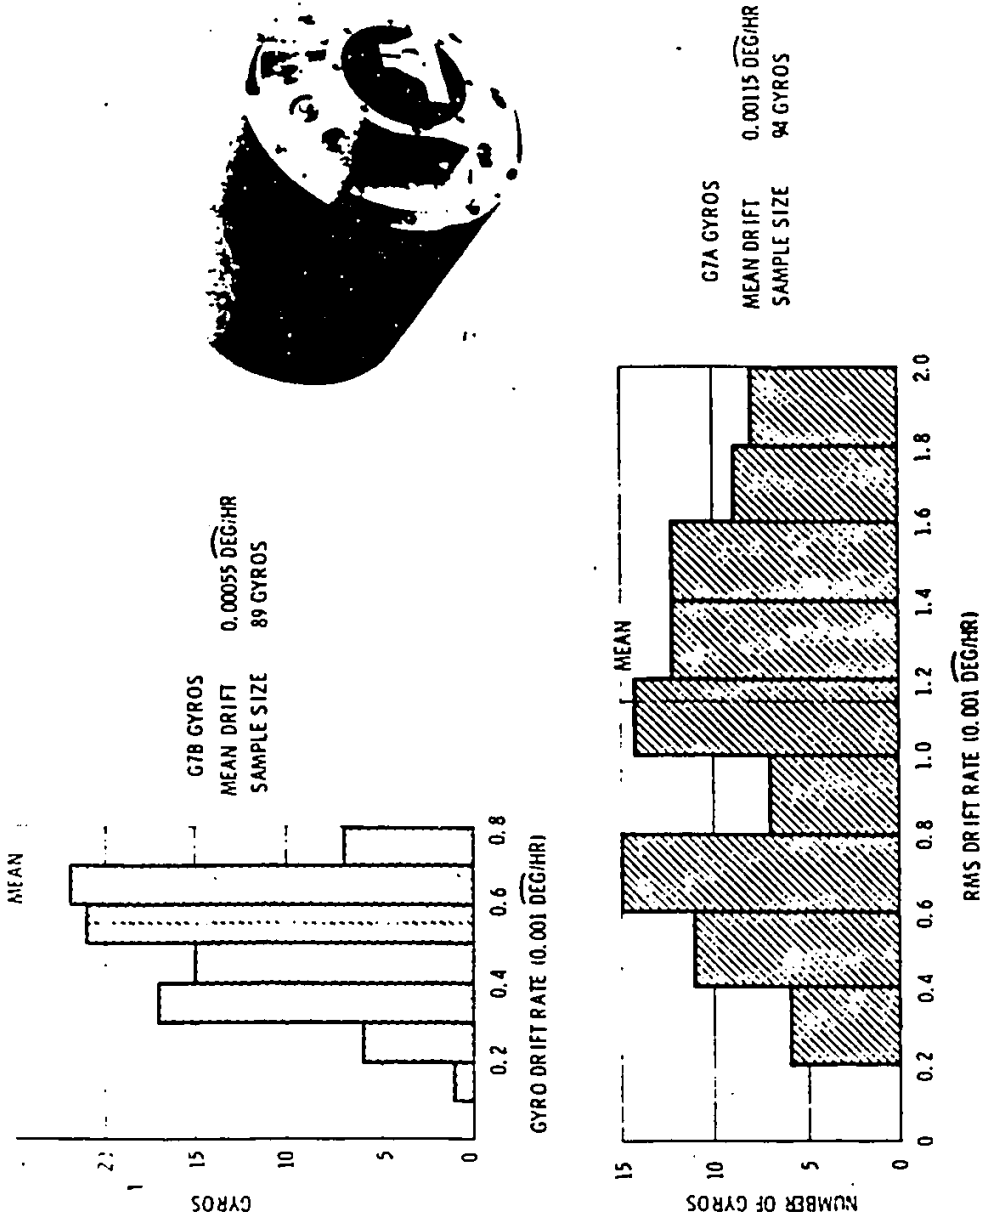 MEAN
GYROS
2
15
10
5
0
0.2
0.4
0.6
0.8
GYRO DRIFT RATE (0.001 DEG/HR)
G7B GYROS
MEAN DRIFT 0.00055 DEG/HR
SAMPLE SIZE 89 GYROS
NUMBER OF GYROS
15
10
5
0
MEAN
0
0.2
0.4
0.6
0.8
1.0
1.2
1.4
1.6
1.8
2.0
RMS DRIFT RATE (0.001 DEG/HR)
G7A GYROS
MEAN DRIFT 0.00115 DEG/HR
SAMPLE SIZE 94 GYROS